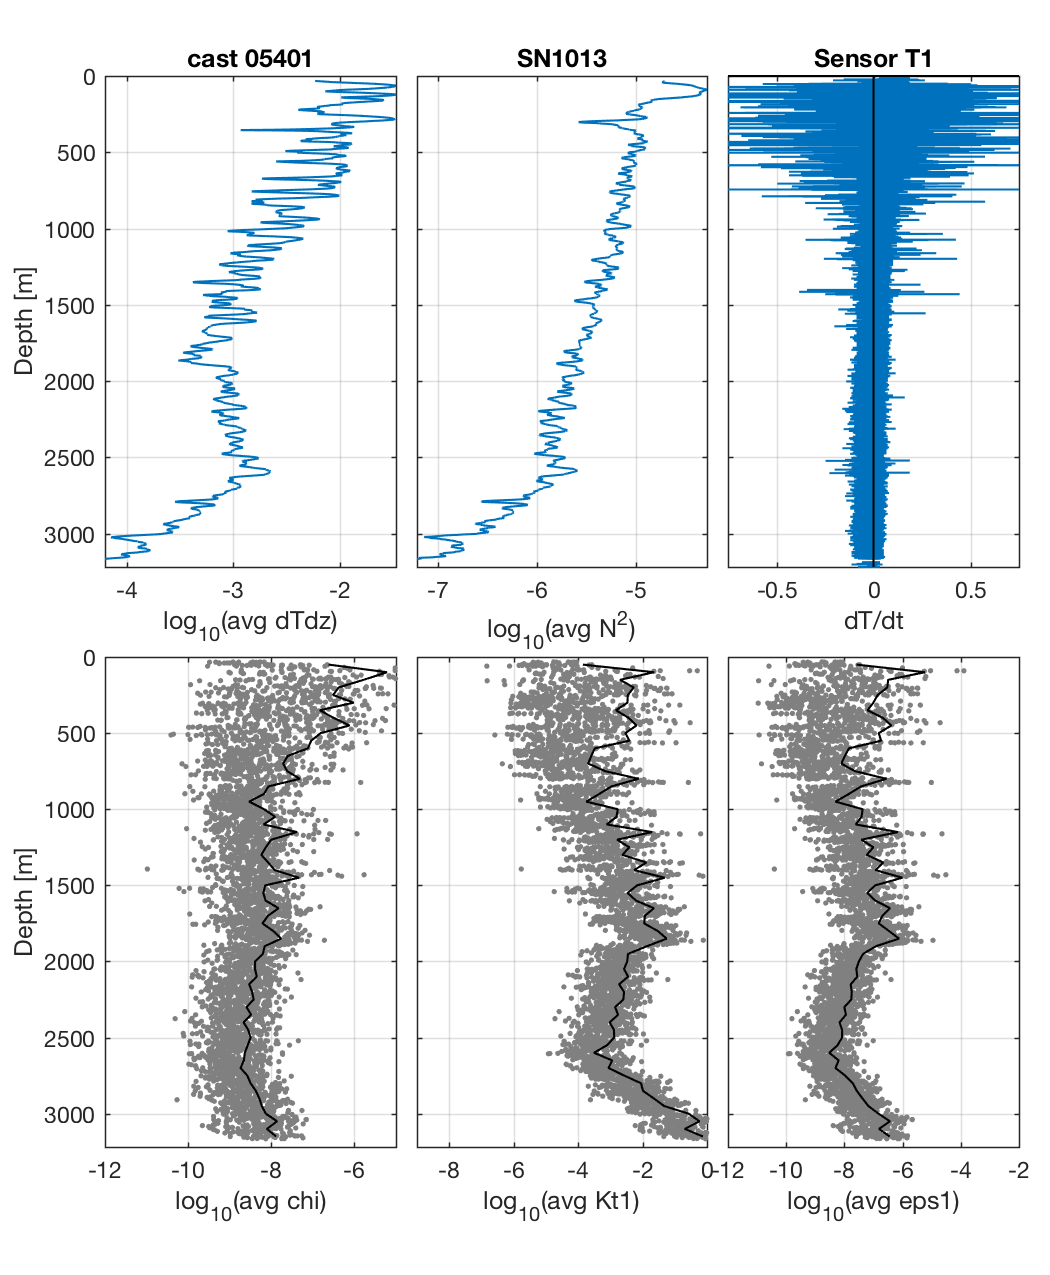 cast 05401 SN1013 Sensor T1
0
500
1000
1500
2000
2500
3000
Depth [m]
-4 -3 -2
-7 -6 -5
-0.5 0 0.5
log10(avg dTdz) log10(avg N2) dT/dt
0
500
1000
1500
2000
2500
3000
Depth [m]
-12 -10 -8 -6
-8 -6 -4 -2 0
-12 -10 -8 -6 -4 -2
log10(avg chi) log10(avg Kt1) log10(avg eps1)